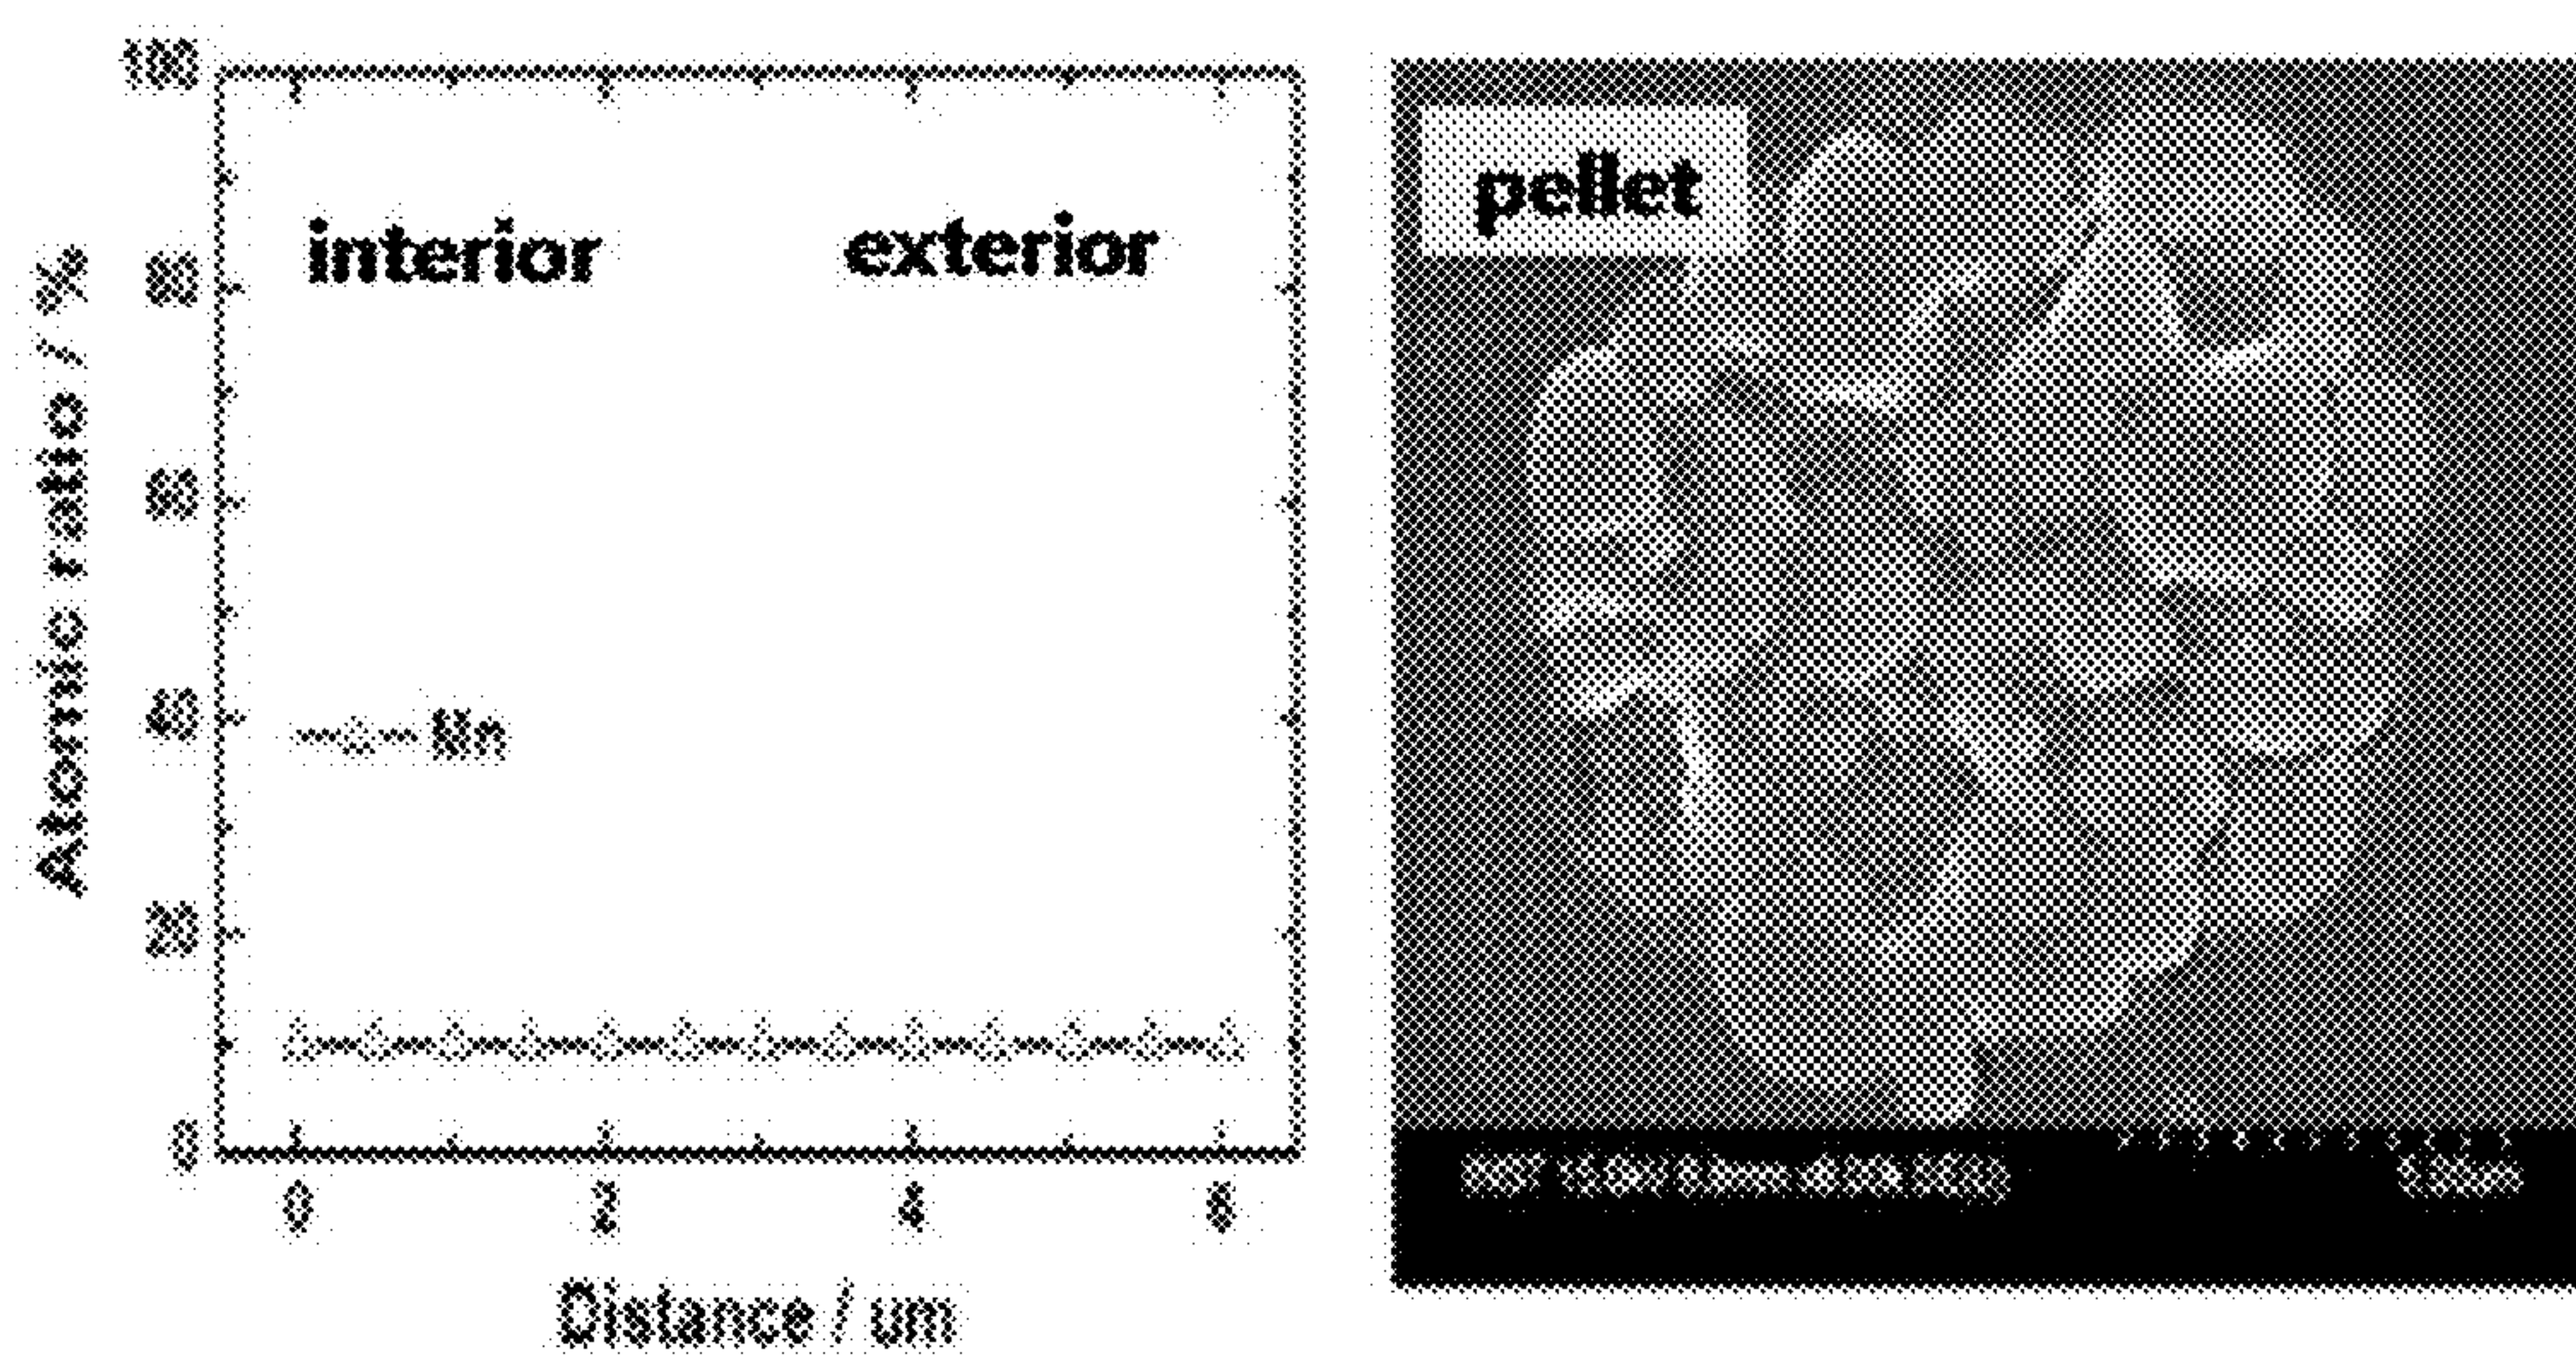 100
80
60
40
20
0
Atomic ratio / %
interior
exterior
Mn
0
2
4
6
Distance / um
pellet